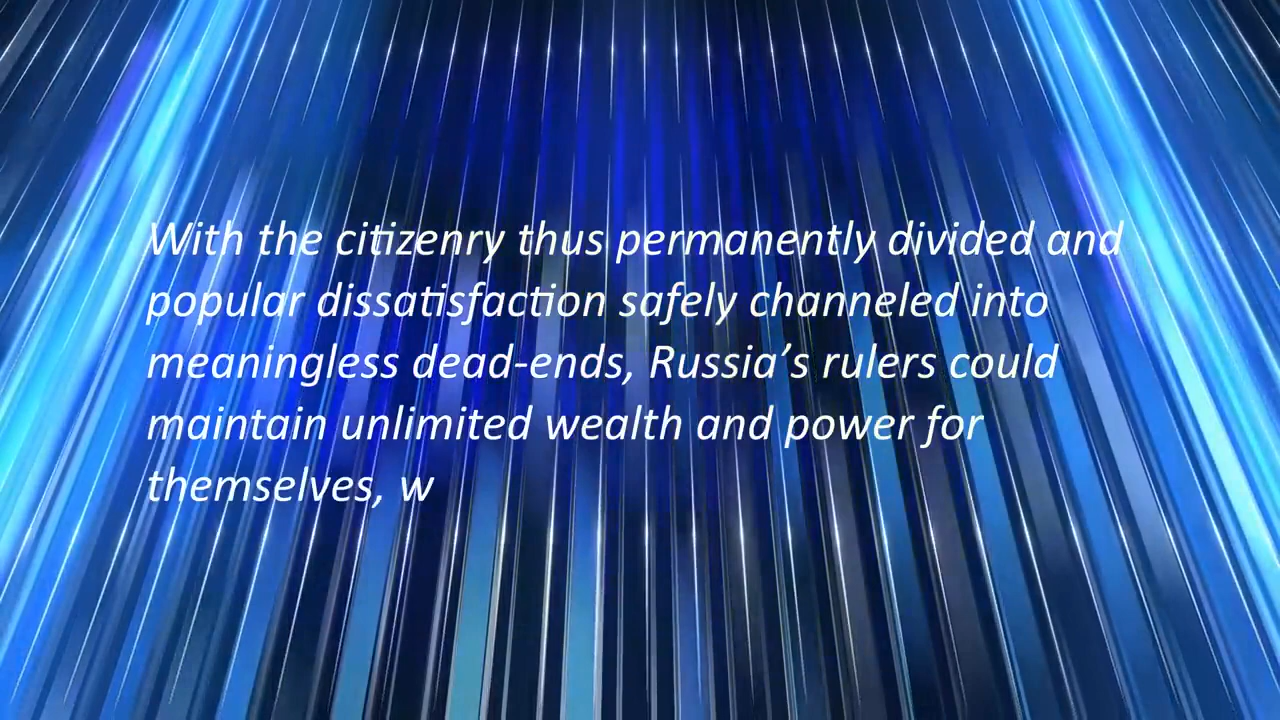 With the citizenry thus permanently divided and
popular dissatisfaction safely channeled into
meaningless dead-ends, Russia’s rulers could
maintain unlimited wealth and power for
themselves, w